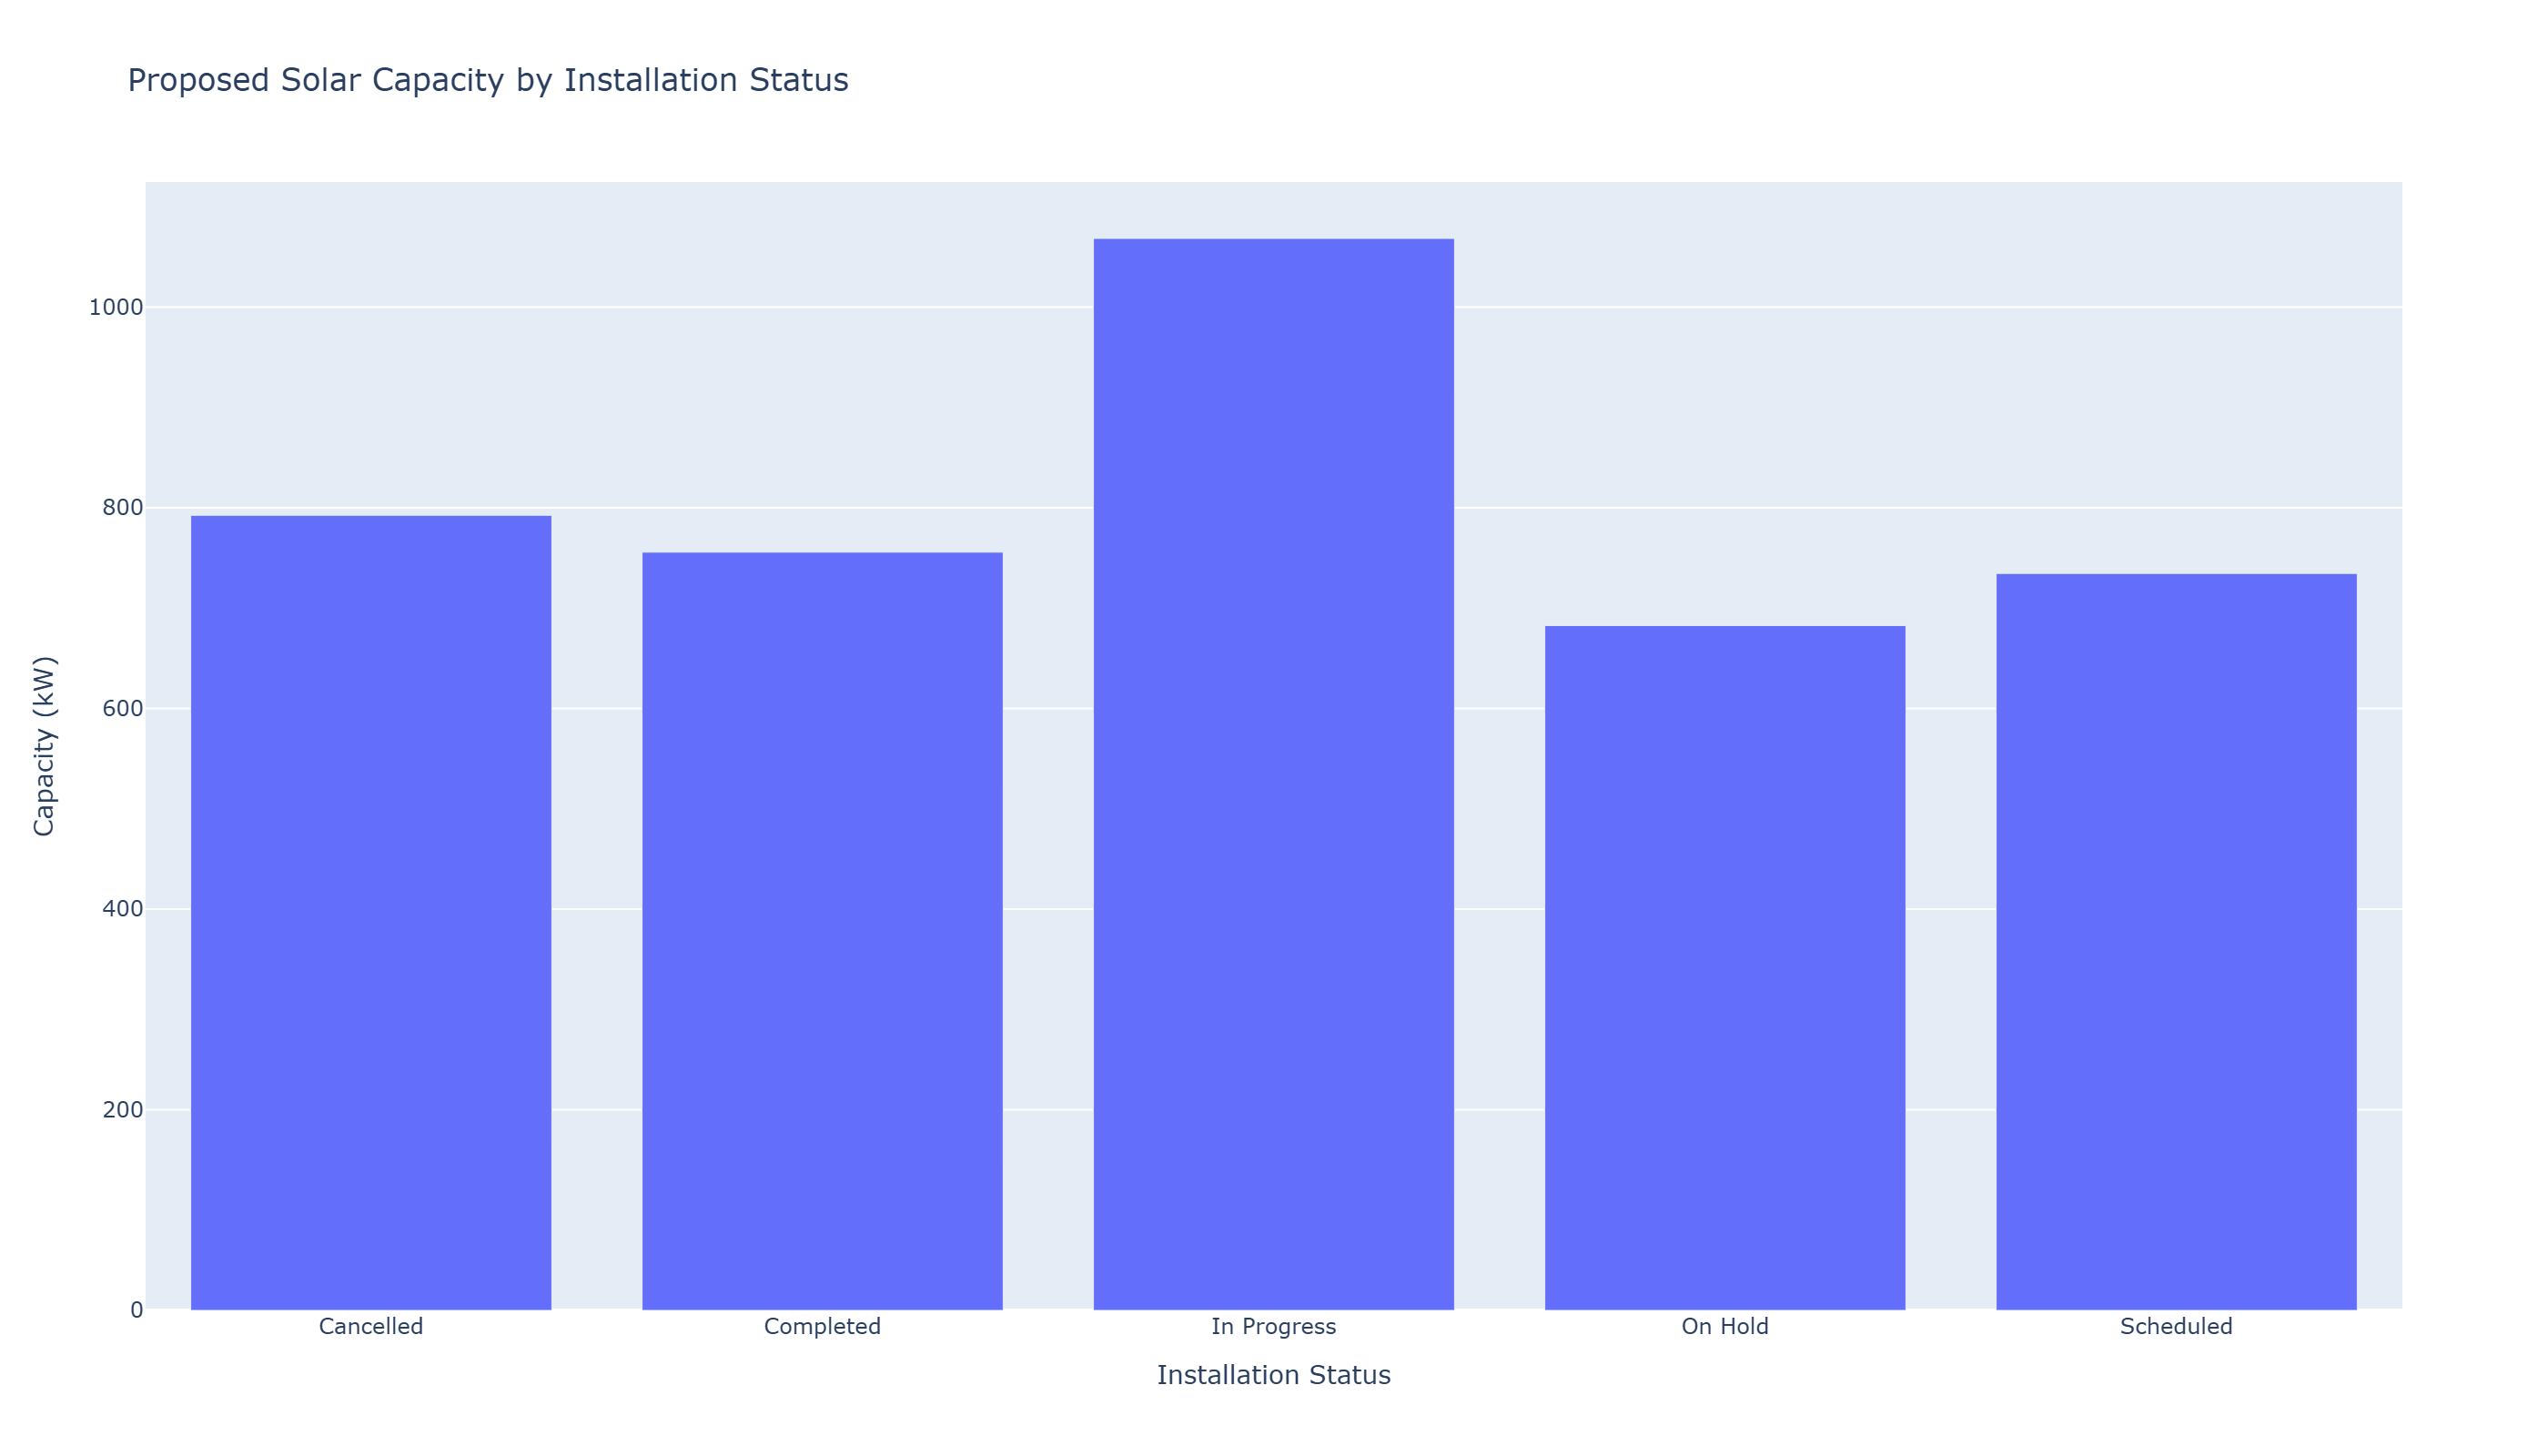 Proposed Solar Capacity by Installation Status
Capacity (kW)
1000
800
600
400
200
0
Cancelled
Completed
In Progress
On Hold
Scheduled
Installation Status